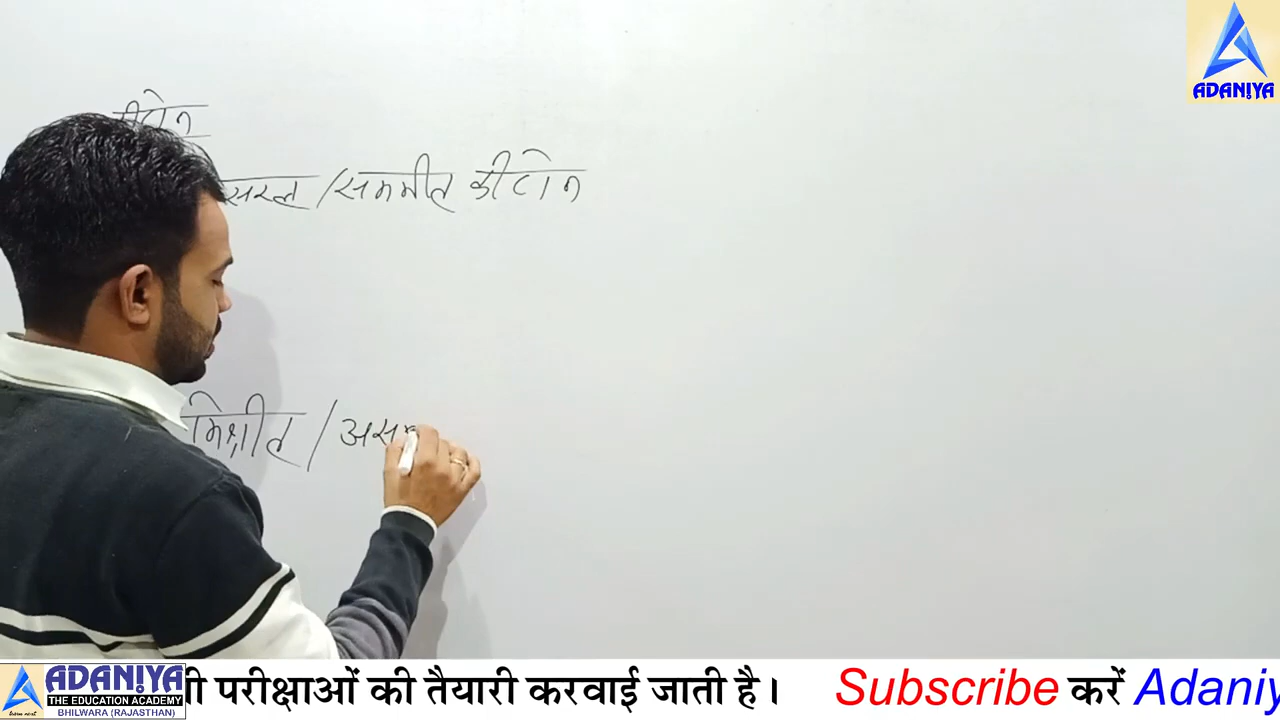 ADANIYA
सरल / सममीत कीटोन
मिश्रीत / असम
ADANIYA
THE EDUCATION ACADEMY
BHILWARA (RAJASTHAN)
परीक्षाओं की तैयारी करवाई जाती है। Subscribe करें Adaniy